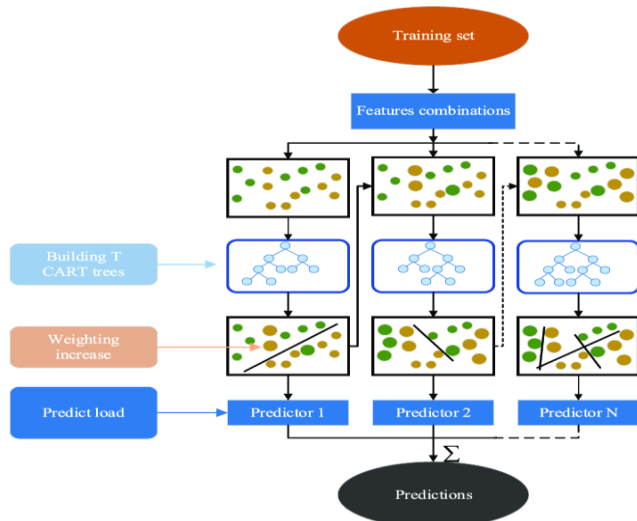 Training set
Features combinations
Building T
CART trees
Weighting
increase
Predict load
Predictor 1
Predictor 2
Predictor N
Σ
Predictions